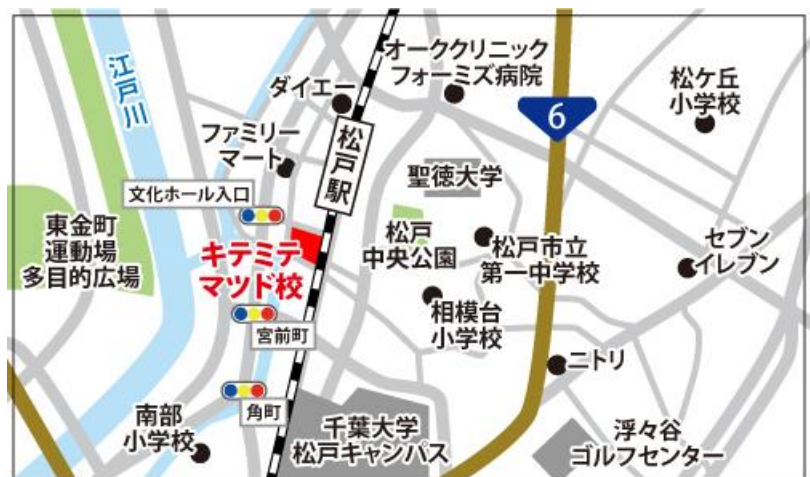 オーククリニック
フォーミズ病院
松ケ丘
小学校
江戸川
ダイエー
6
ファミリー
マート
松戸駅
聖徳大学
文化ホール入口
東金町
運動場
多目的広場
キテミテ
マツド校
松戸
中央公園
松戸市立
第一中学校
セブン
イレブン
相模台
小学校
宮前町
ニトリ
角町
南部
小学校
千葉大学
松戸キャンパス
浮々谷
ゴルフセンター